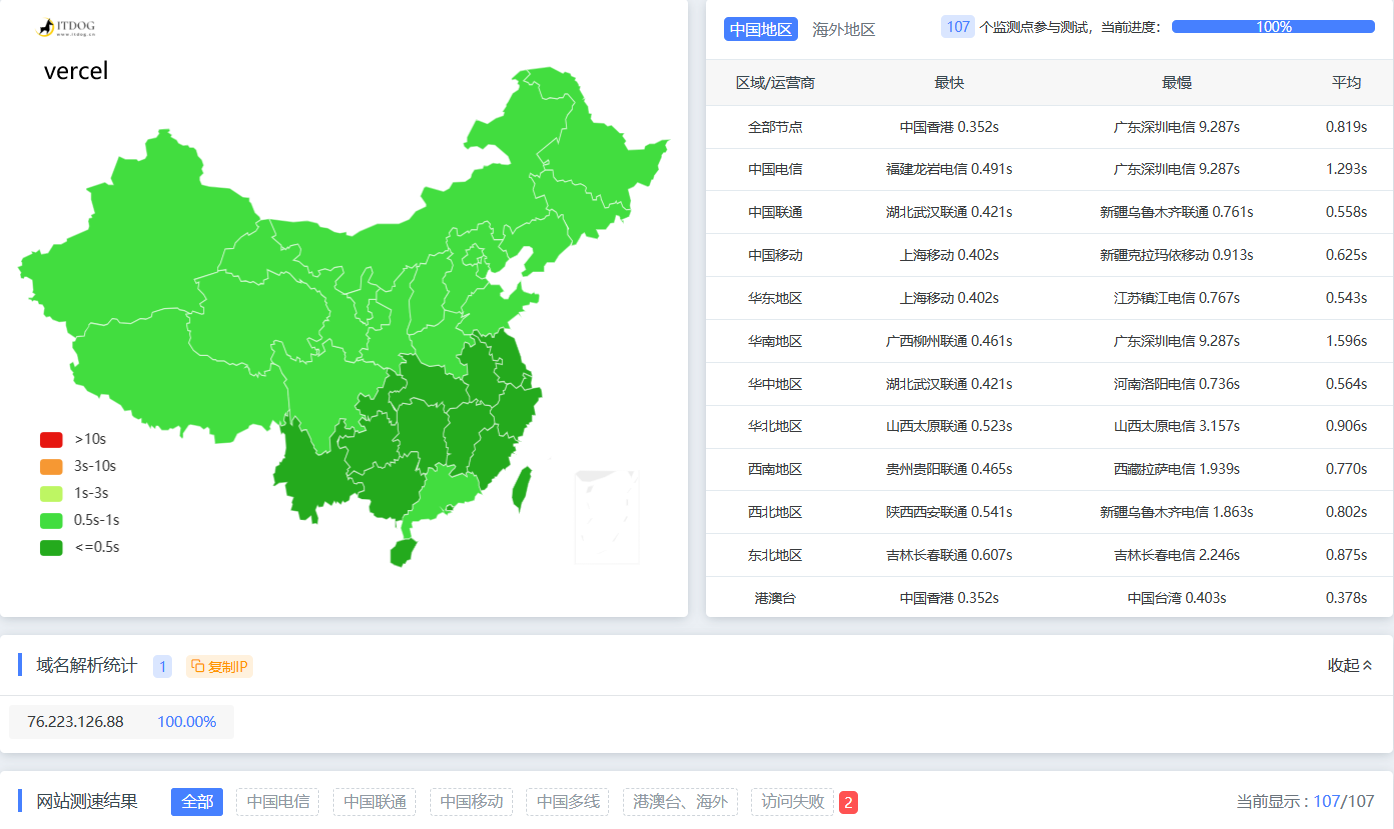 ITDOG
www.itdog.cn
vercel
>10s
3s-10s
1s-3s
0.5s-1s
<=0.5s
中国地区 海外地区 107 个监测点参与测试，当前进度： 100%
区域/运营商 最快 最慢 平均
全部节点 中国香港 0.352s 广东深圳电信 9.287s 0.819s
中国电信 福建龙岩电信 0.491s 广东深圳电信 9.287s 1.293s
中国联通 湖北武汉联通 0.421s 新疆乌鲁木齐联通 0.761s 0.558s
中国移动 上海移动 0.402s 新疆克拉玛依移动 0.913s 0.625s
华东地区 上海移动 0.402s 江苏镇江电信 0.767s 0.543s
华南地区 广西柳州联通 0.461s 广东深圳电信 9.287s 1.596s
华中地区 湖北武汉联通 0.421s 河南洛阳电信 0.736s 0.564s
华北地区 山西太原联通 0.523s 山西太原电信 3.157s 0.906s
西南地区 贵州贵阳联通 0.465s 西藏拉萨电信 1.939s 0.770s
西北地区 陕西西安联通 0.541s 新疆乌鲁木齐电信 1.863s 0.802s
东北地区 吉林长春联通 0.607s 吉林长春电信 2.246s 0.875s
港澳台 中国香港 0.352s 中国台湾 0.403s 0.378s
域名解析统计 1 复制IP 收起
76.223.126.88 100.00%
网站测速结果 全部 中国电信 中国联通 中国移动 中国多线 港澳台、海外 访问失败 2 当前显示 : 107/107